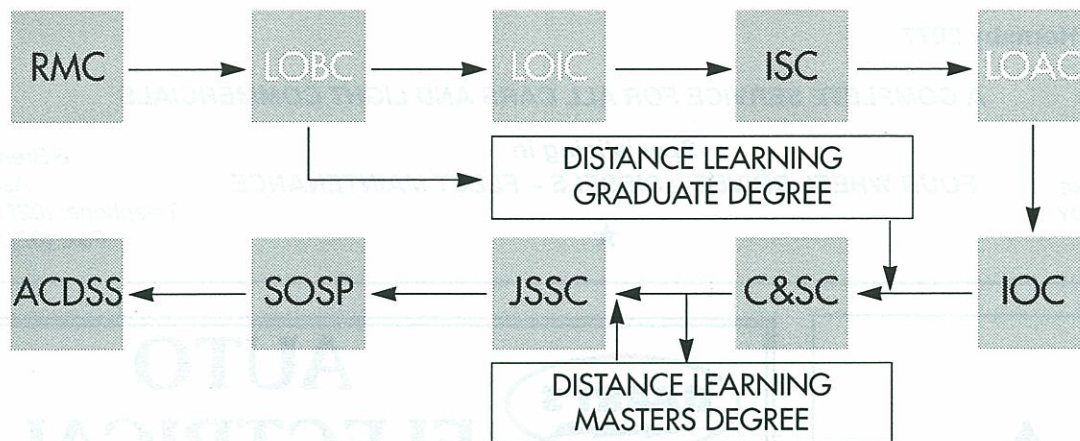 RMC
LOBC
LOIC
ISC
LOAC
DISTANCE LEARNING
GRADUATE DEGREE
ACDSS
SOSP
JSSC
C&SC
IOC
DISTANCE LEARNING
MASTERS DEGREE